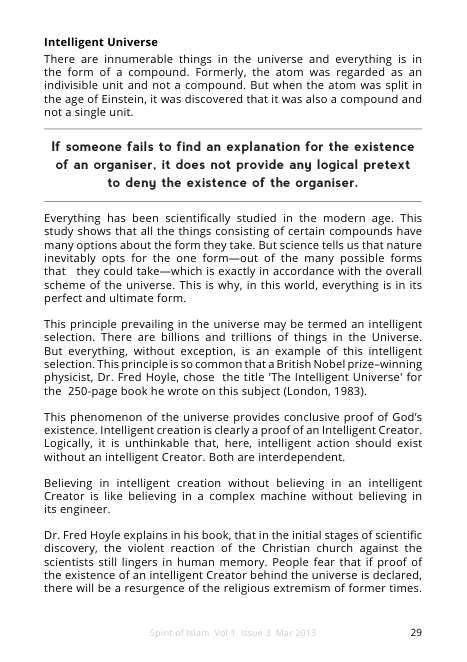 Intelligent Universe
There are innumerable things in the universe and everything is in
the form of a compound. Formerly, the atom was regarded as an
indivisible unit and not a compound. But when the atom was split in
the age of Einstein, it was discovered that it was also a compound and
not a single unit.
If someone fails to find an explanation for the existence
of an organiser, it does not provide any logical pretext
to deny the existence of the organiser.
Everything has been scientifically studied in the modern age. This
study shows that all the things consisting of certain compounds have
many options about the form they take. But science tells us that nature
inevitably opts for the one form—out of the many possible forms
that they could take—which is exactly in accordance with the overall
scheme of the universe. This is why, in this world, everything is in its
perfect and ultimate form.
This principle prevailing in the universe may be termed an intelligent
selection. There are billions and trillions of things in the Universe.
But everything, without exception, is an example of this intelligent
selection. This principle is so common that a British Nobel prize–winning
physicist, Dr. Fred Hoyle, chose the title 'The Intelligent Universe' for
the 250-page book he wrote on this subject (London, 1983).
This phenomenon of the universe provides conclusive proof of God's
existence. Intelligent creation is clearly a proof of an Intelligent Creator.
Logically, it is unthinkable that, here, intelligent action should exist
without an intelligent Creator. Both are interdependent.
Believing in intelligent creation without believing in an intelligent
Creator is like believing in a complex machine without believing in
its engineer.
Dr. Fred Hoyle explains in his book, that in the initial stages of scientific
discovery, the violent reaction of the Christian church against the
scientists still lingers in human memory. People fear that if proof of
the existence of an intelligent Creator behind the universe is declared,
there will be a resurgence of the religious extremism of former times.
Spirit of Islam Vol 1 Issue 3 Mar 2013
29